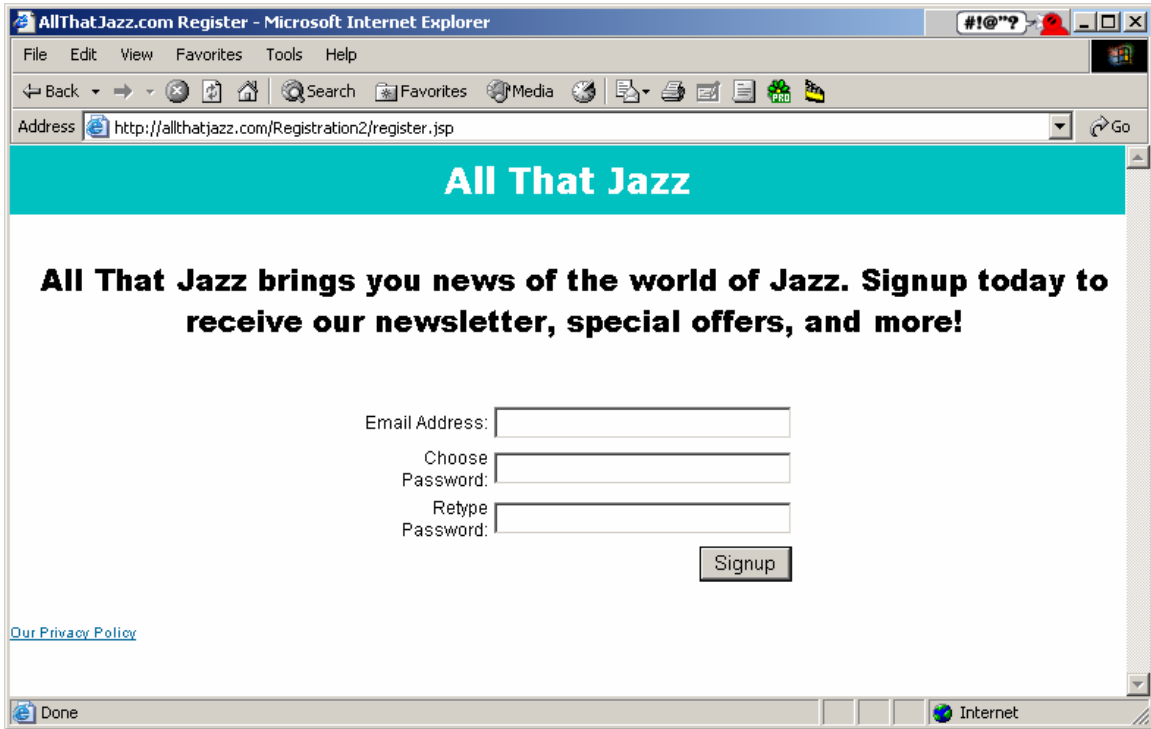 AllThatJazz.com Register - Microsoft Internet Explorer
#!@"?
File Edit View Favorites Tools Help
Back Search Favorites Media PRO
Address http://allthatjazz.com/Registration2/register.jsp Go
All That Jazz
All That Jazz brings you news of the world of Jazz. Signup today to
receive our newsletter, special offers, and more!
Email Address:
Choose
Password:
Retype
Password:
Signup
Our Privacy Policy
Done Internet